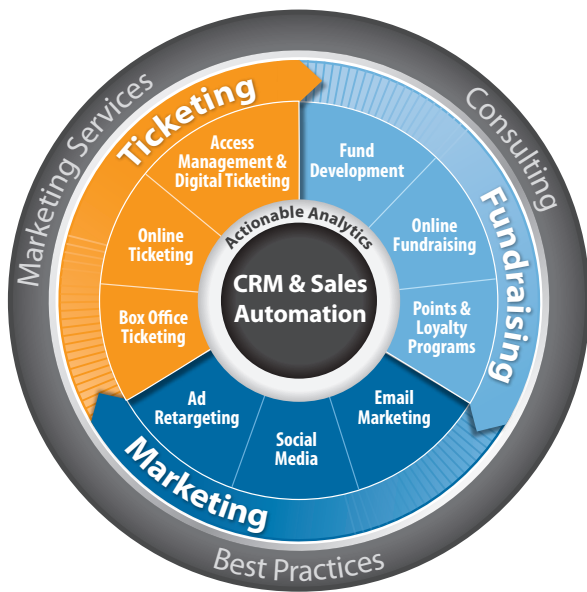 Marketing Services
Consulting
Best Practices
Ticketing
Fundraising
Marketing
Access
Management &
Digital Ticketing
Online
Ticketing
Box Office
Ticketing
Fund
Development
Online
Fundraising
Points &
Loyalty
Programs
Email
Marketing
Social
Media
Ad
Retargeting
Actionable Analytics
CRM & Sales
Automation